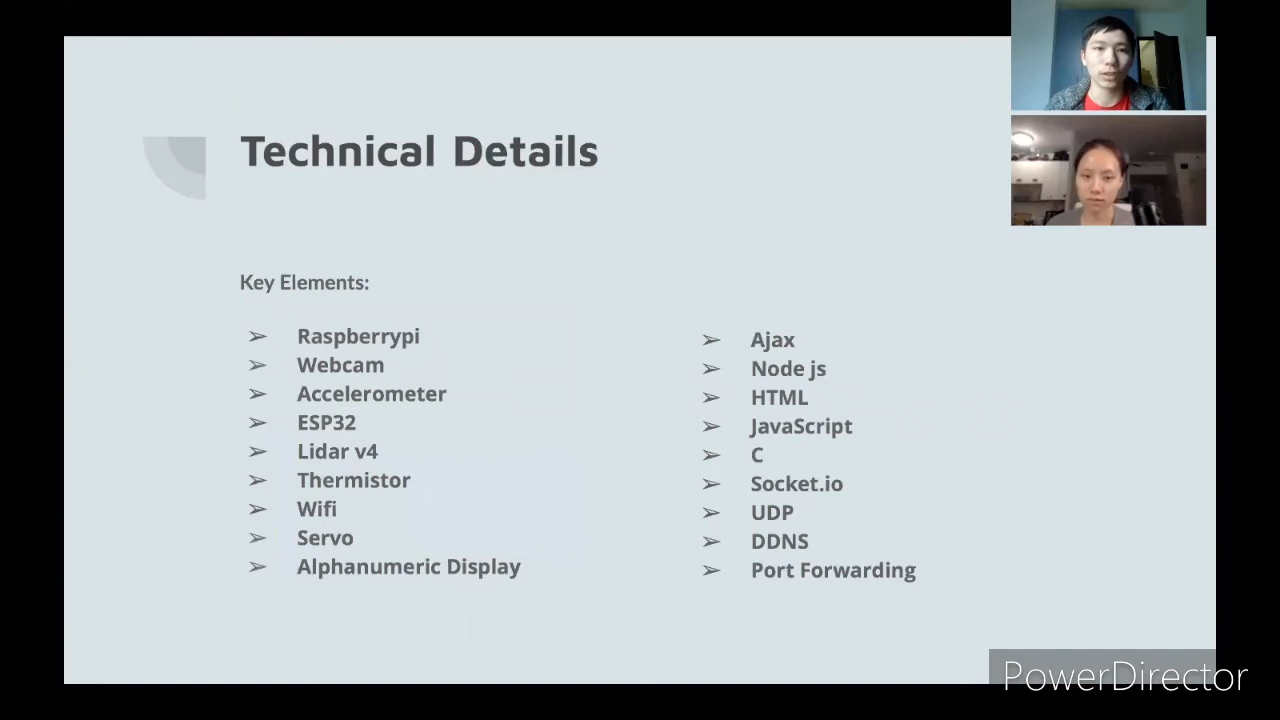 Technical Details
Key Elements:
➢ Raspberrypi
➢ Webcam
➢ Accelerometer
➢ ESP32
➢ Lidar v4
➢ Thermistor
➢ Wifi
➢ Servo
➢ Alphanumeric Display
➢ Ajax
➢ Node js
➢ HTML
➢ JavaScript
➢ C
➢ Socket.io
➢ UDP
➢ DDNS
➢ Port Forwarding
PowerDirector